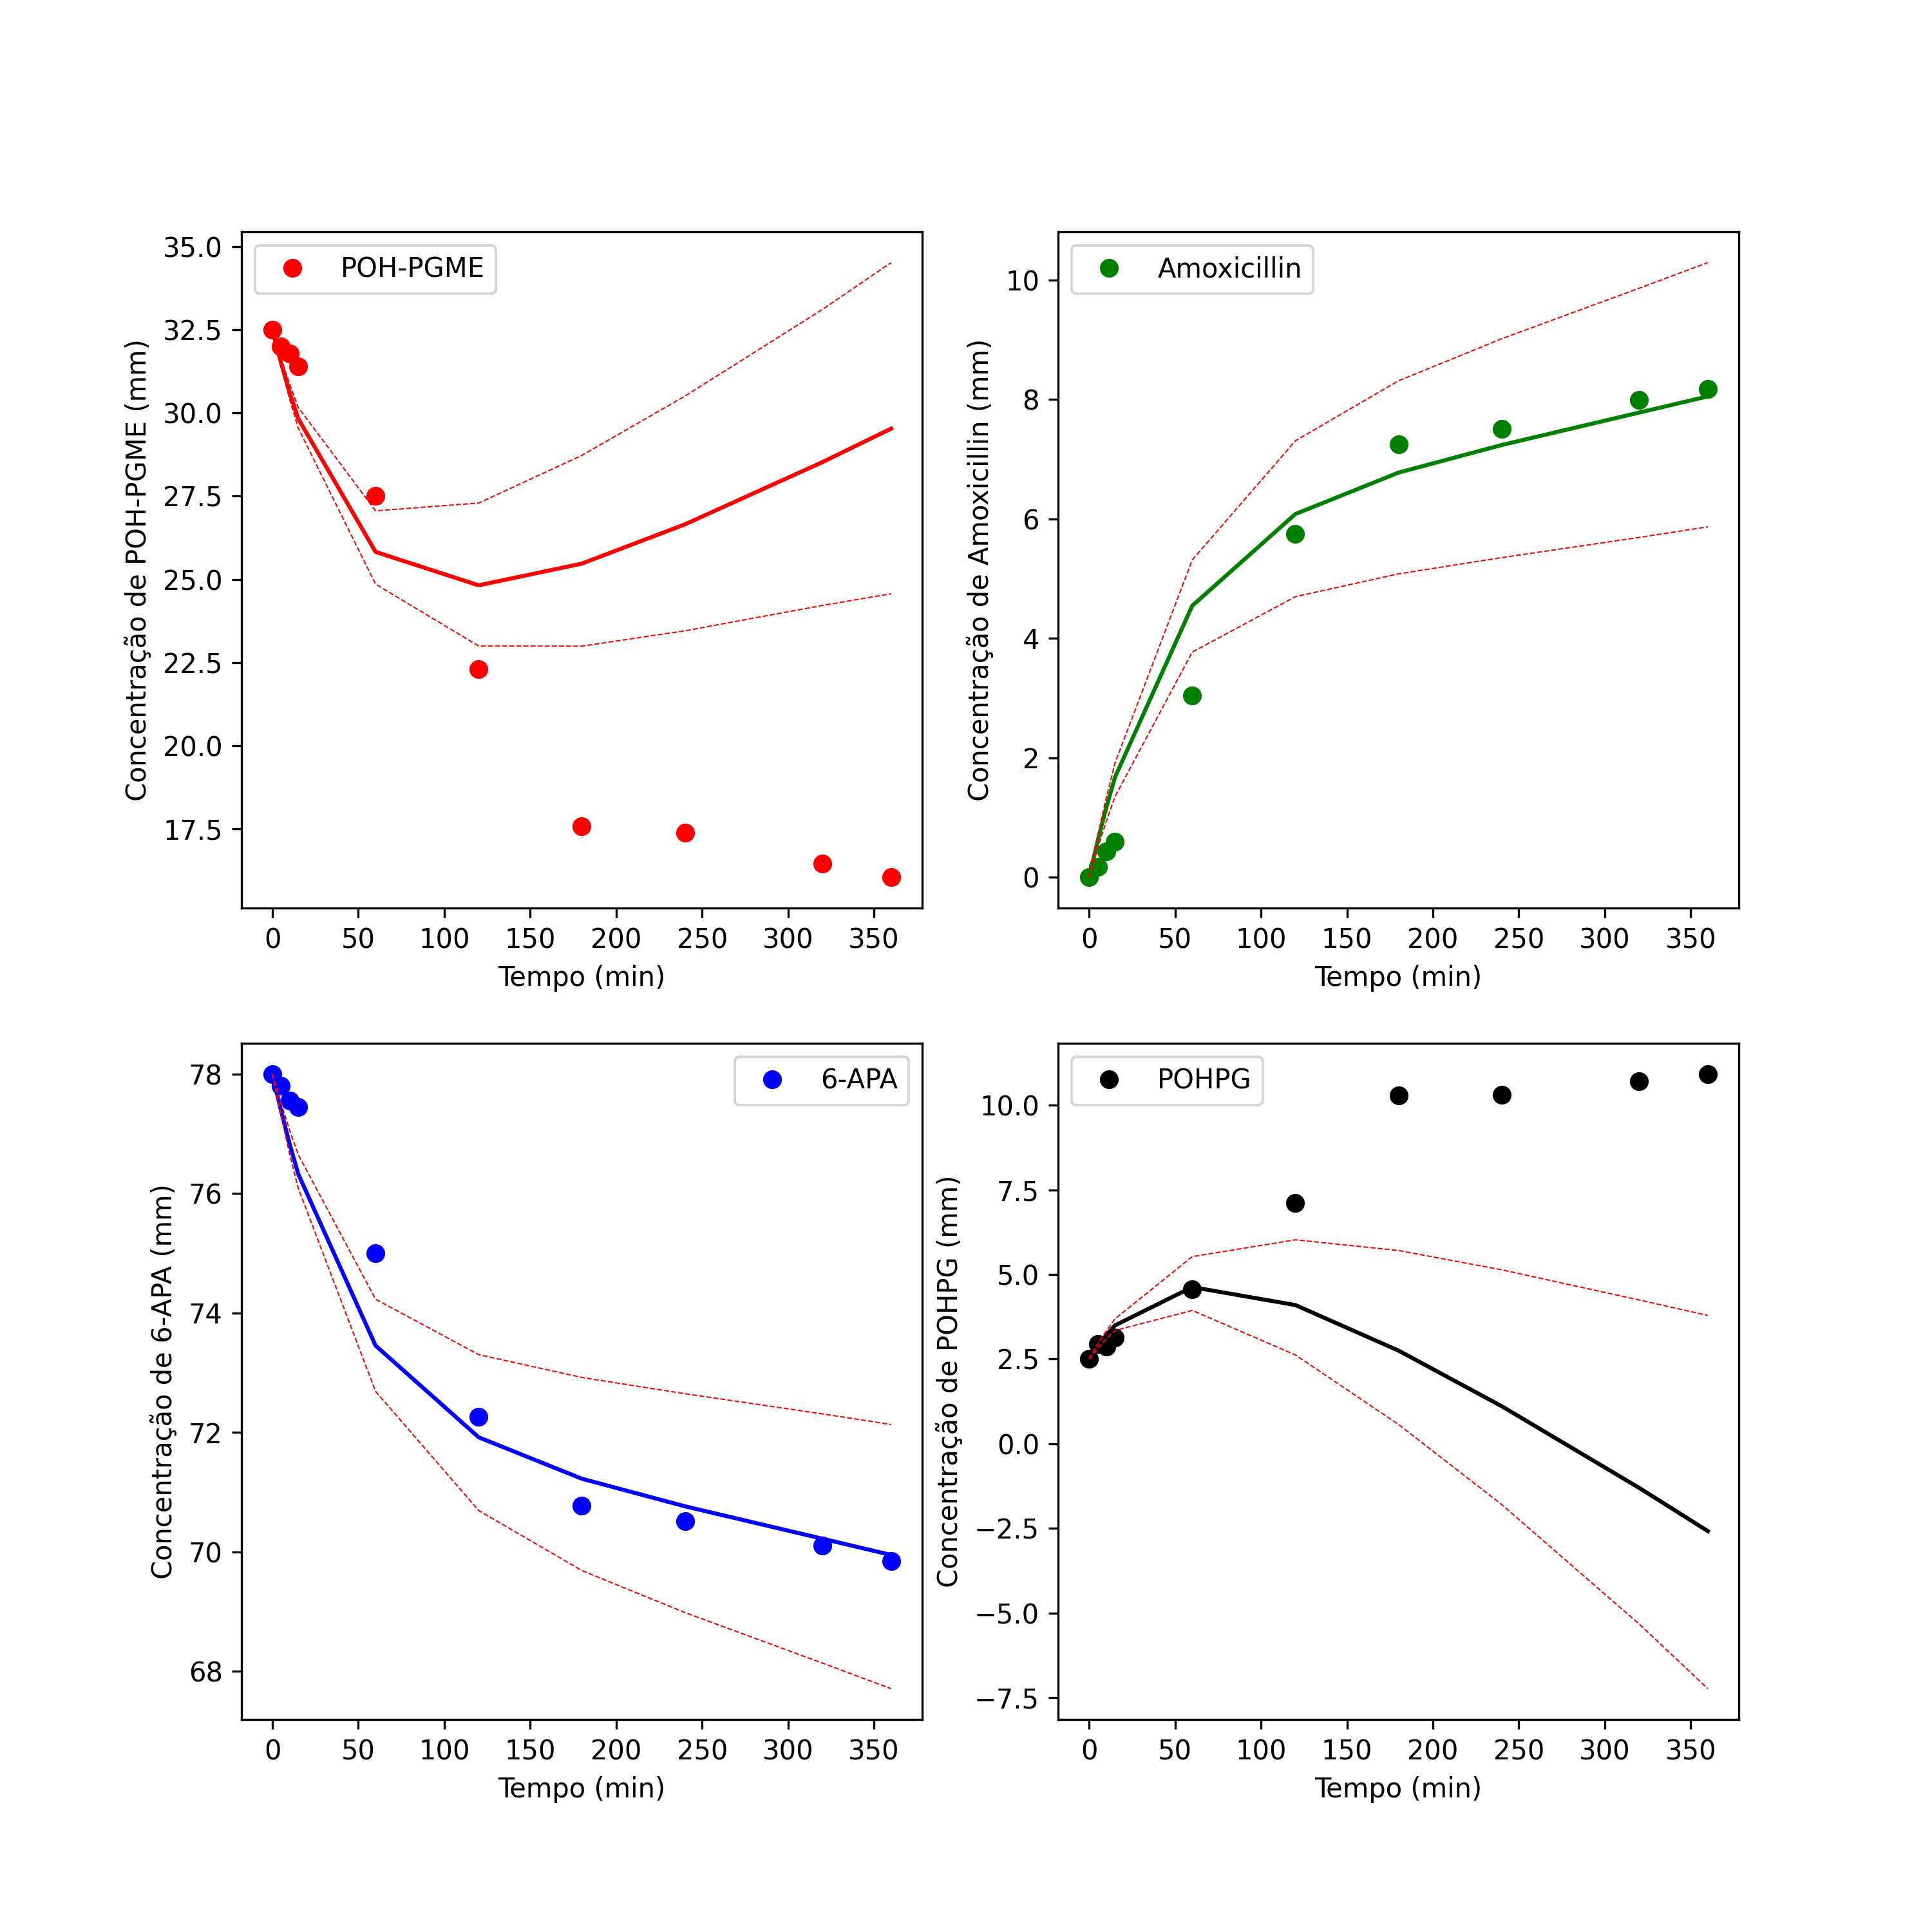 POH-PGME
Concentração de POH-PGME (mm)
35.0
32.5
30.0
27.5
25.0
22.5
20.0
17.5
0 50 100 150 200 250 300 350
Tempo (min)
Amoxicillin
Concentração de Amoxicillin (mm)
10
8
6
4
2
0
0 50 100 150 200 250 300 350
Tempo (min)
6-APA
Concentração de 6-APA (mm)
78
76
74
72
70
68
0 50 100 150 200 250 300 350
Tempo (min)
POHPG
Concentração de POHPG (mm)
10.0
7.5
5.0
2.5
0.0
−2.5
−5.0
−7.5
0 50 100 150 200 250 300 350
Tempo (min)